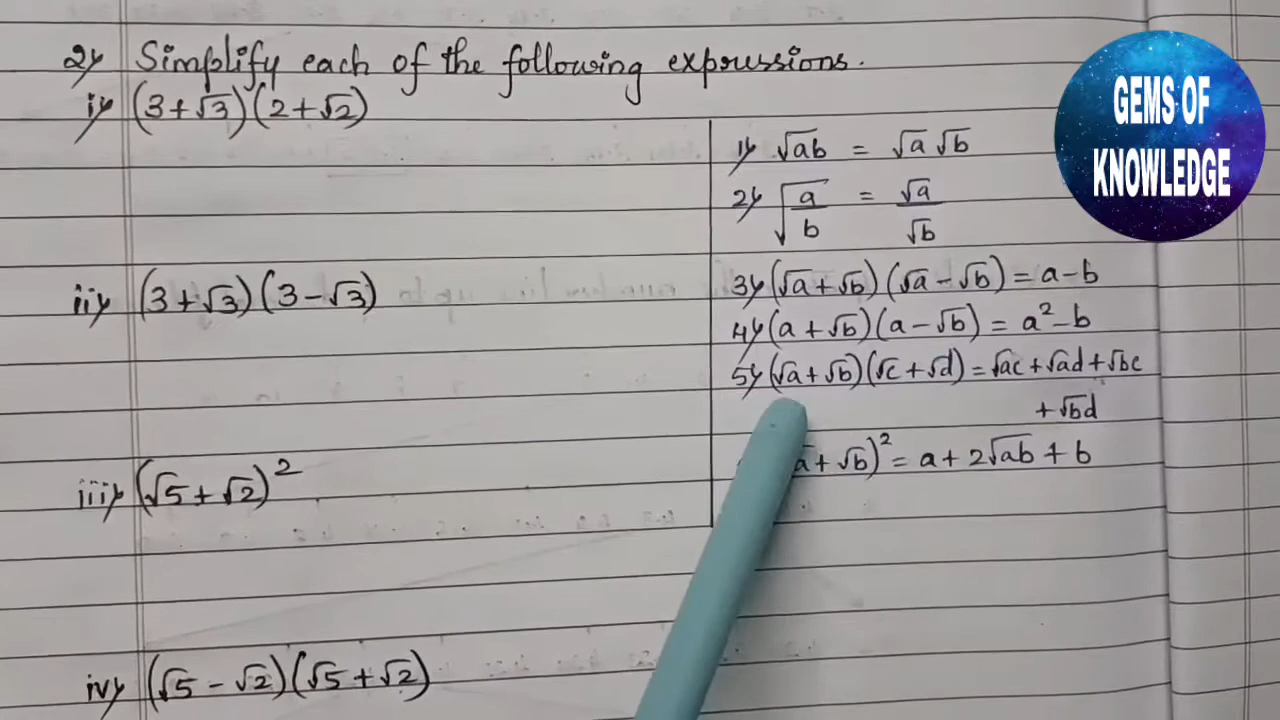 2) Simplify each of the following expressions.
i) (3+√3)(2+√2)
ii) (3+√3)(3-√3)
iii) (√5+√2)²
iv) (√5-√2)(√5+√2)
1) √ab = √a √b
2) √(a/b) = √a/√b
3) (√a+√b)(√a-√b) = a-b
4) (a+√b)(a-√b) = a²-b
5) (√a+√b)(√c+√d) = √ac+√ad+√bc
+√bd
a+√b)² = a+2√ab+b
GEMS OF
KNOWLEDGE